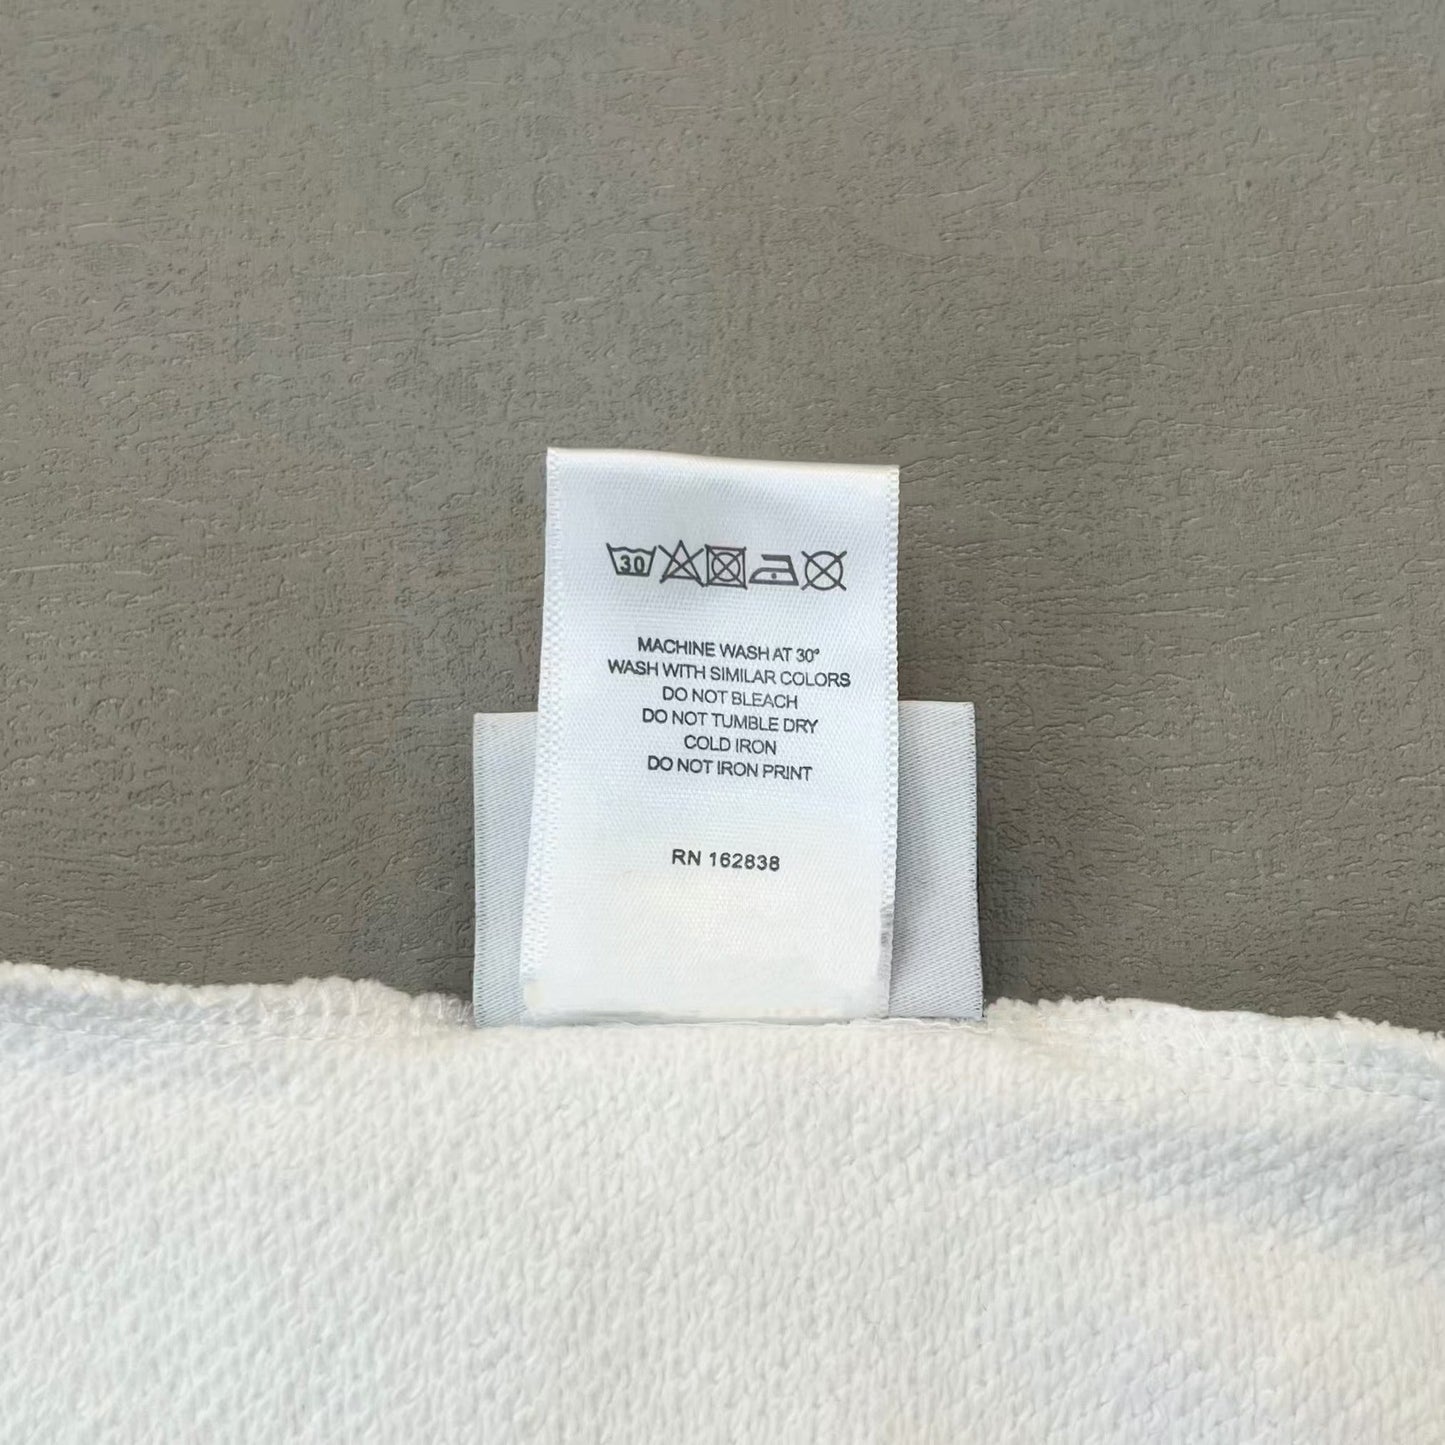 30
MACHINE WASH AT 30°
WASH WITH SIMILAR COLORS
DO NOT BLEACH
DO NOT TUMBLE DRY
COLD IRON
DO NOT IRON PRINT
RN 162838